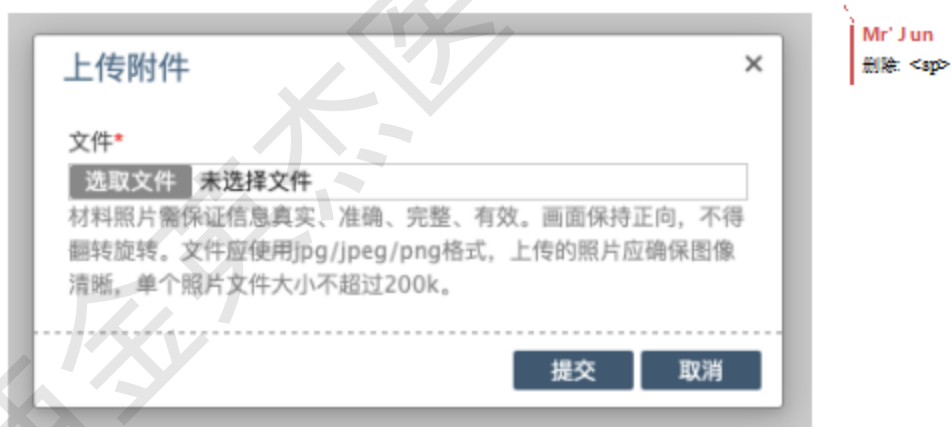 上传附件 ×
文件*
选取文件 未选择文件
材料照片需保证信息真实、准确、完整、有效。画面保持正向，不得
翻转旋转。文件应使用jpg/jpeg/png格式，上传的照片应确保图像
清晰，单个照片文件大小不超过200k。
提交 取消
Mr' Jun
删除: <sp>
金英杰医